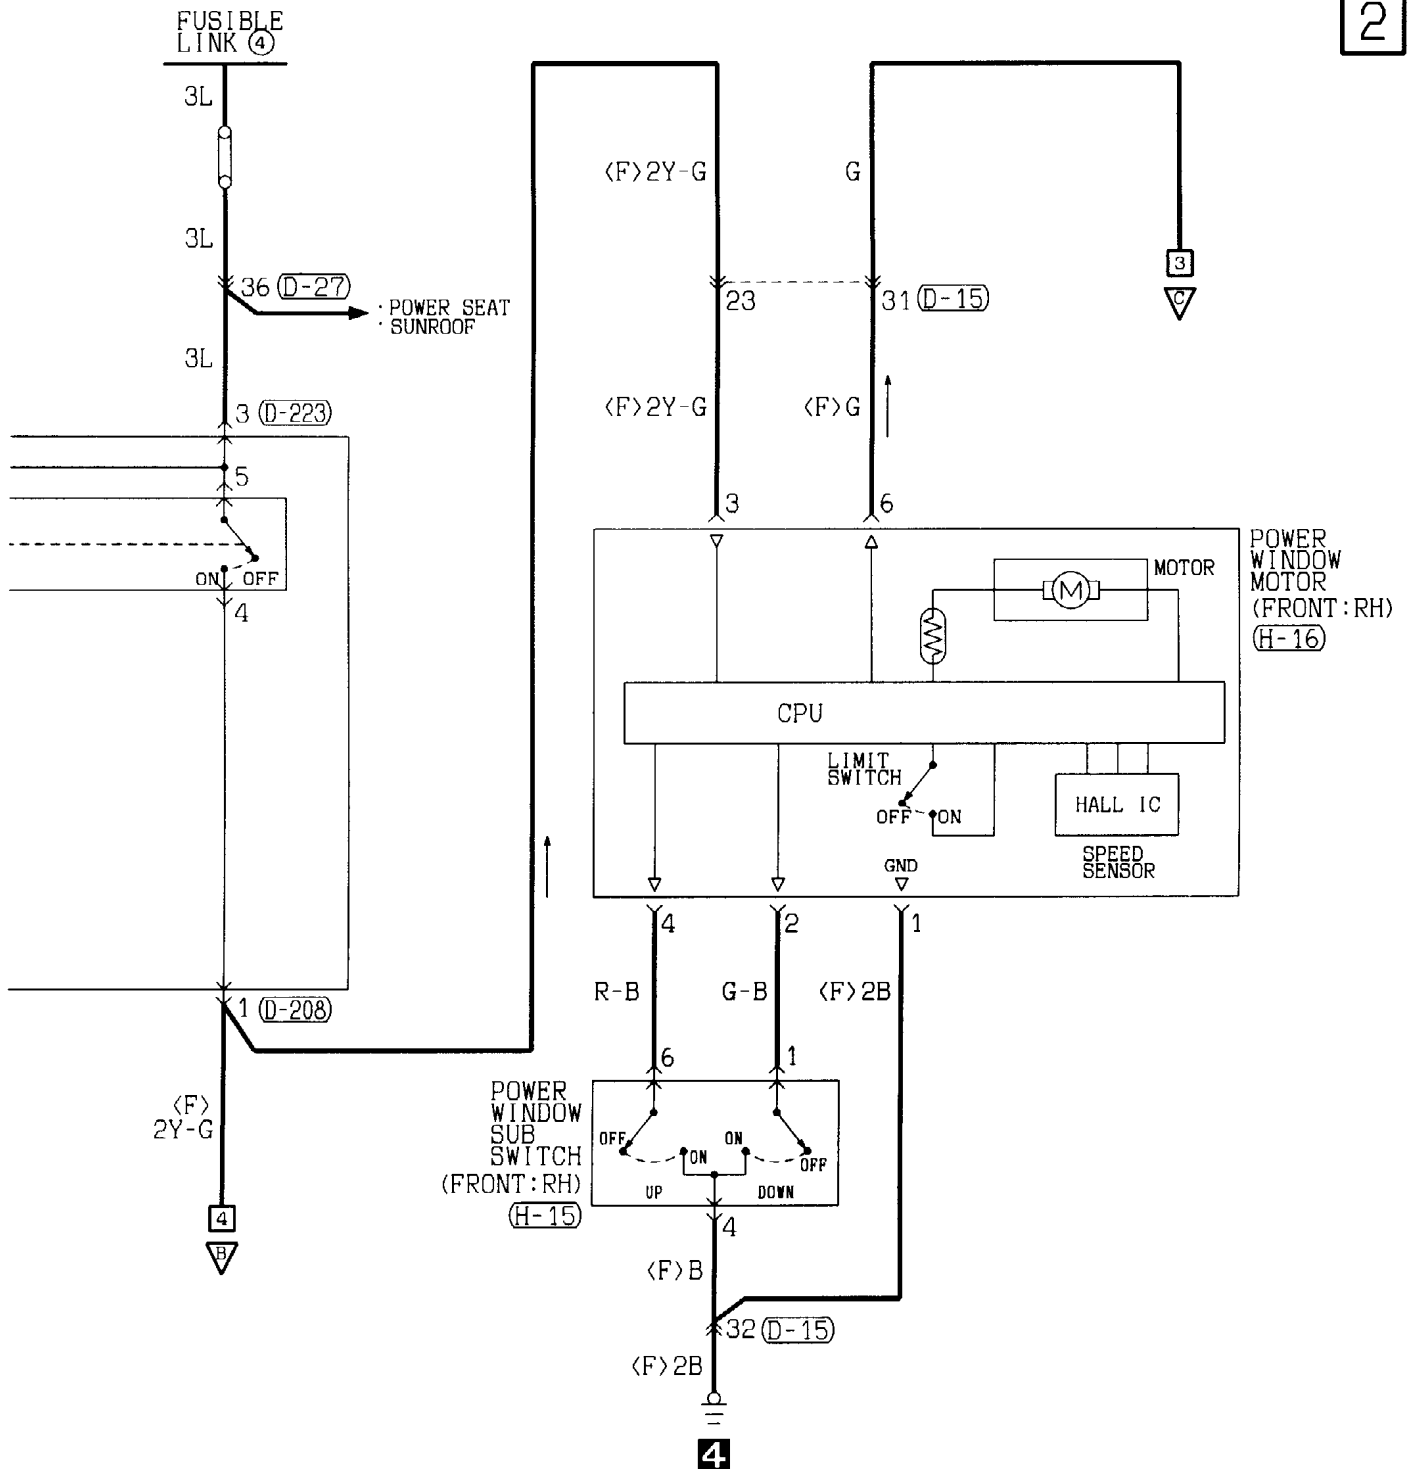 2
FUSIBLE
LINK ④
3L
〈F〉2Y-G
G
3L
3
36 (D-27)
C
23
31 (D-15)
· POWER SEAT
· SUNROOF
3L
3 (D-223)
〈F〉2Y-G
〈F〉G
5
3
6
POWER
WINDOW
MOTOR
(FRONT:RH)
(H-16)
MOTOR
M
ON OFF
4
CPU
LIMIT
SWITCH
OFF ON
HALL IC
SPEED
SENSOR
GND
4
2
1
R-B
G-B
〈F〉2B
1 (D-208)
6
1
POWER
WINDOW
SUB
SWITCH
(FRONT:RH)
(H-15)
OFF
ON
ON
OFF
UP
DOWN
〈F〉
2Y-G
4
B
4
〈F〉B
32 (D-15)
〈F〉2B
4